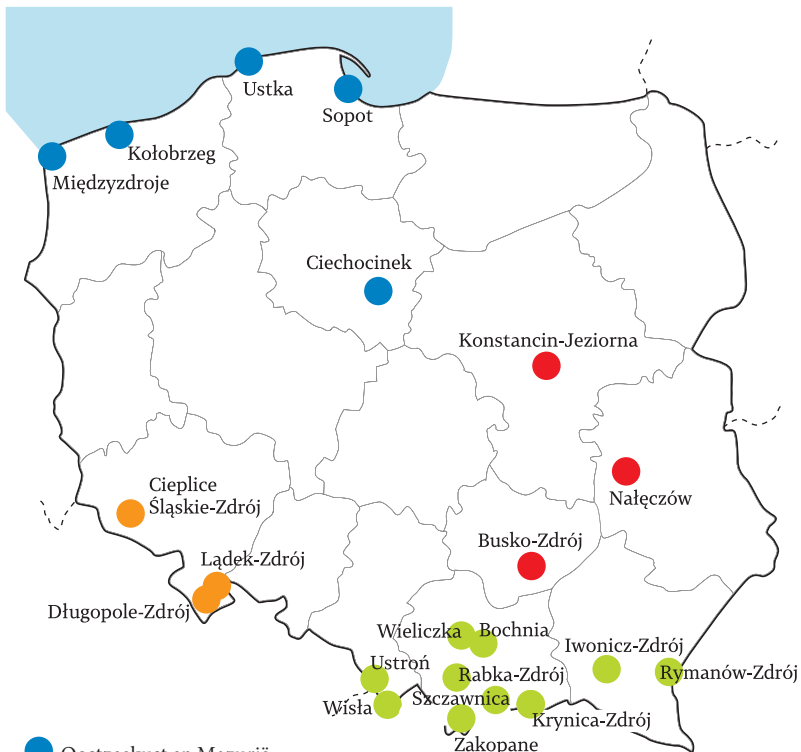 Ustka
Sopot
Kołobrzeg
Międzyzdroje
Ciechocinek
Konstancin-Jeziorna
Cieplice
Śląskie-Zdrój
Nałęczów
Busko-Zdrój
Lądek-Zdrój
Długopole-Zdrój
Wieliczka
Bochnia
Iwonicz-Zdrój
Ustroń
Rabka-Zdrój
Rymanów-Zdrój
Szczawnica
Wisła
Krynica-Zdrój
Zakopane